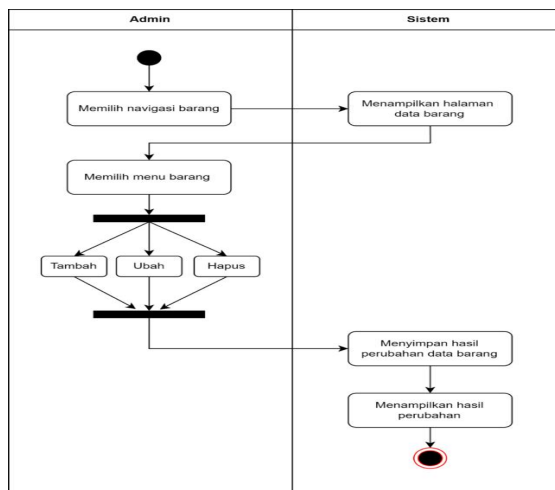 Admin
Sistem
Memilih navigasi barang
Menampilkan halaman
data barang
Memilih menu barang
Tambah
Ubah
Hapus
Menyimpan hasil
perubahan data barang
Menampilkan hasil
perubahan